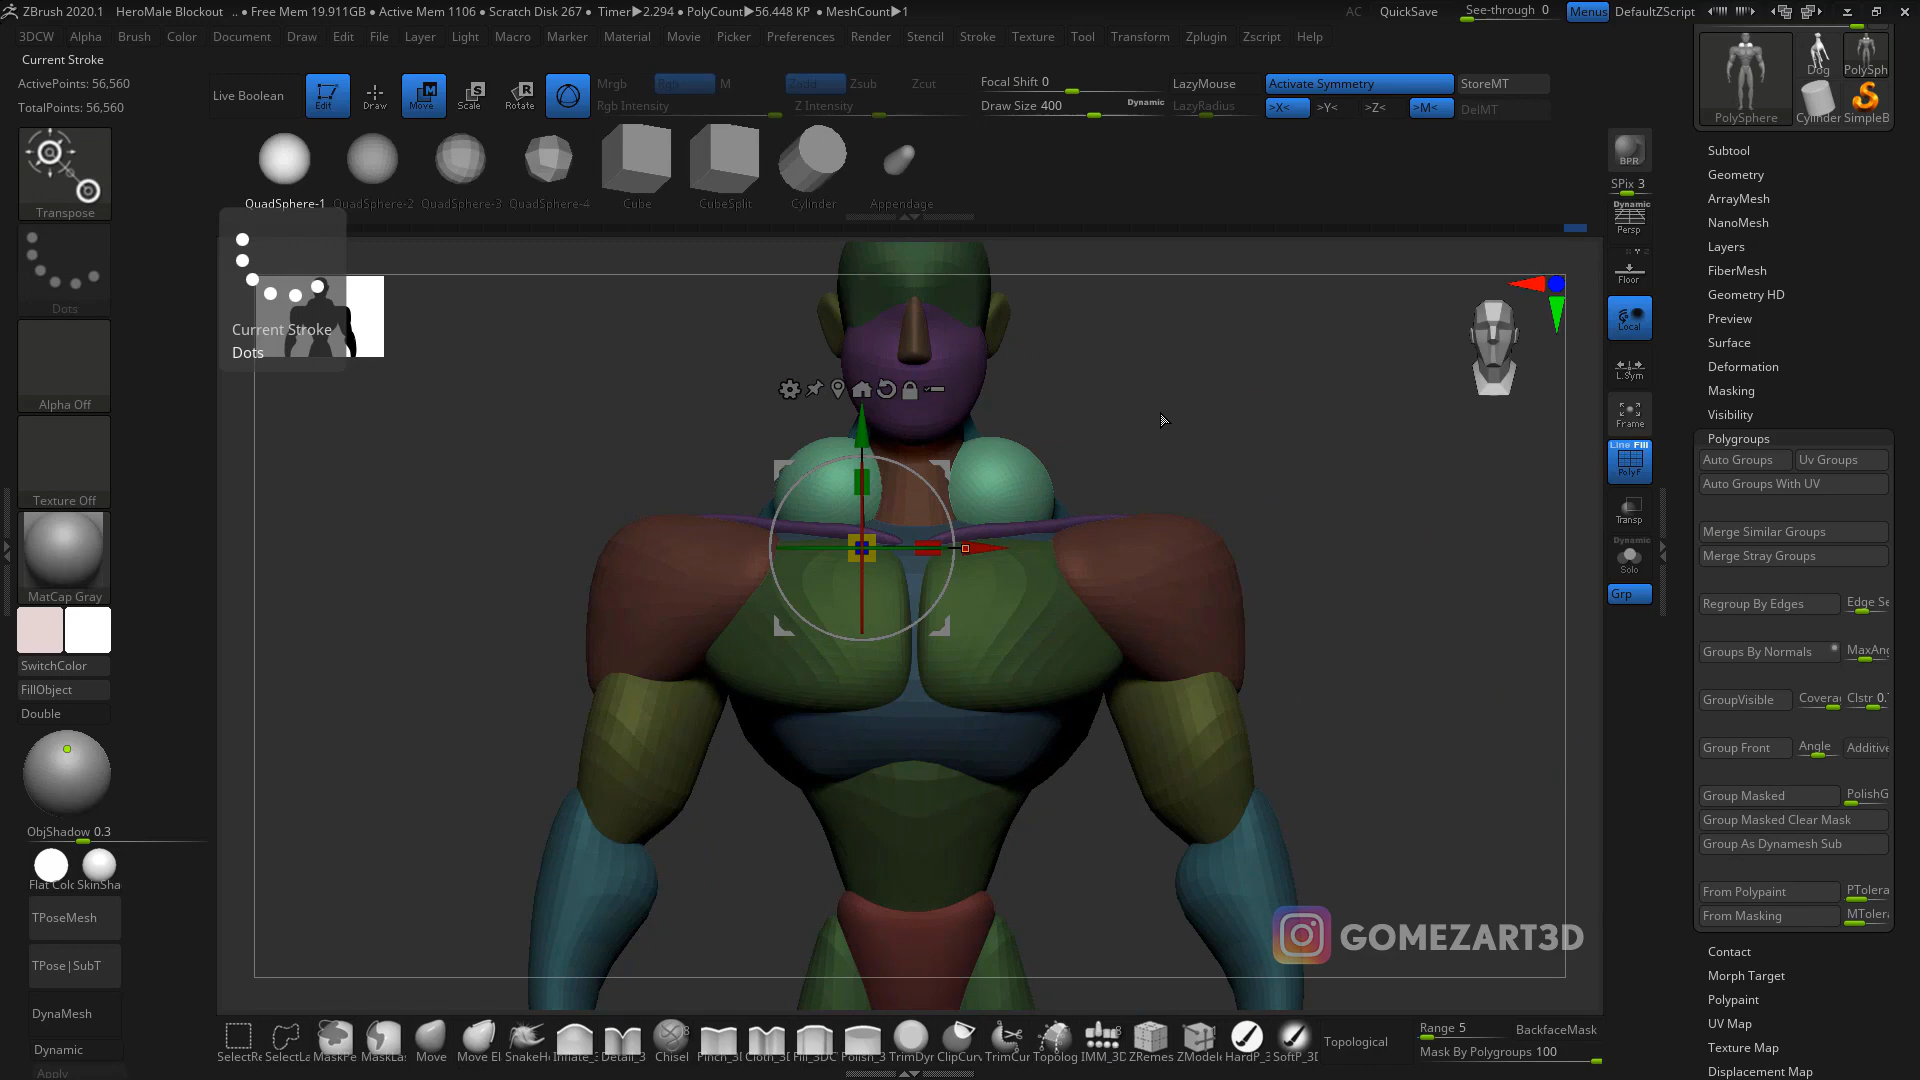 ZBrush 2020.1 HeroMale Blockout .. ● Free Mem 19.911GB ● Active Mem 1106 ● Scratch Disk 267 ● Timer▶2.294 ● PolyCount▶56.448 KP ● MeshCount▶1 AC QuickSave See-through 0 Menus DefaultZScript
3DCW Alpha Brush Color Document Draw Edit File Layer Light Macro Marker Material Movie Picker Preferences Render Stencil Stroke Texture Tool Transform Zplugin Zscript Help
Current Stroke
ActivePoints: 56,560
TotalPoints: 56,560
Live Boolean Edit Draw Move Scale Rotate
Mrgb Rgb M Zadd Zsub Zcut
Rgb Intensity Z Intensity
Focal Shift 0 LazyMouse Activate Symmetry StoreMT
Draw Size 400 Dynamic LazyRadius >X< >Y< >Z< >M< DelMT
QuadSphere-1 QuadSphere-2 QuadSphere-3 QuadSphere-4 Cube CubeSplit Cylinder Appendage
Transpose
Dots
Alpha Off
Texture Off
MatCap Gray
SwitchColor
FillObject
Double
ObjShadow 0.3
Flat Colo SkinSha
TPoseMesh
TPose|SubT
DynaMesh
Dynamic
Apply
Current Stroke
Dots
BPR
SPix 3
Dynamic
Persp
Floor
Local
L.Sym
Frame
Line Fill
PolyF
Transp
Dynamic
Solo
Grp
Dog PolySph
PolySphere Cylinder SimpleB
Subtool
Geometry
ArrayMesh
NanoMesh
Layers
FiberMesh
Geometry HD
Preview
Surface
Deformation
Masking
Visibility
Polygroups
Auto Groups Uv Groups
Auto Groups With UV
Merge Similar Groups
Merge Stray Groups
Regroup By Edges Edge Se
Groups By Normals MaxAng
GroupVisible Covera Clstr 0.
Group Front Angle Additive
Group Masked PolishG
Group Masked Clear Mask
Group As Dynamesh Sub
From Polypaint PTolera
From Masking MTolera
Contact
Morph Target
Polypaint
UV Map
Texture Map
Displacement Map
GOMEZART3D
SelectRe SelectLa MaskPe MaskLas Move Move El SnakeHo Inflate_3 Detail_3 Chisel Pinch_3D Cloth_3D Fill_3DC Polish_3 TrimDyn ClipCurv TrimCur Topolog IMM_3D ZRemes ZModele HardP_3 SoftP_3D
Topological Range 5 BackfaceMask
Mask By Polygroups 100